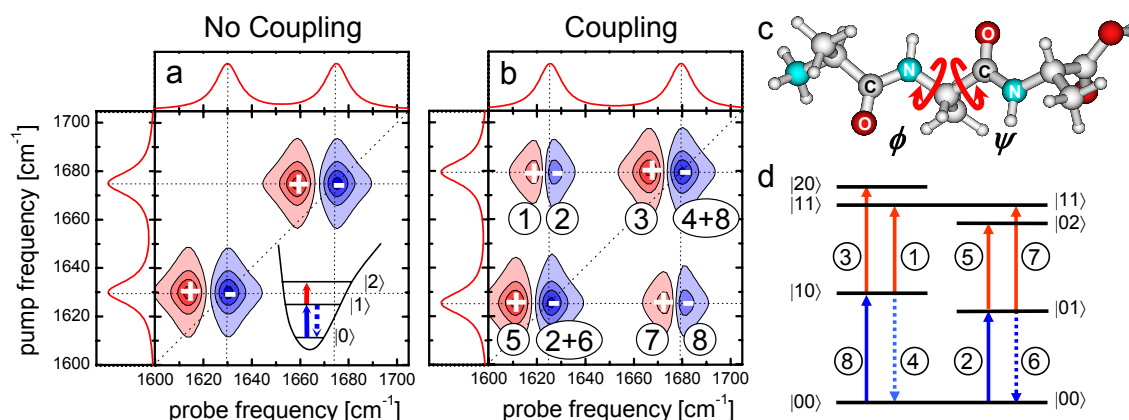 No Coupling
Coupling
a
b
c
d
pump frequency [cm⁻¹]
1700
1680
1660
1640
1620
1600
+ -
+ -
|2⟩
|1⟩
|0⟩
1600 1620 1640 1660 1680 1700
probe frequency [cm⁻¹]
+ - + -
1 2 3 4+8
+ - + -
5 2+6 7 8
1600 1620 1640 1660 1680 1700
probe frequency [cm⁻¹]
O
N
C
C
N
O
ϕ ψ
|20⟩
|11⟩ |11⟩
|02⟩
3 1 5 7
|10⟩
|01⟩
8 4 2 6
|00⟩ |00⟩